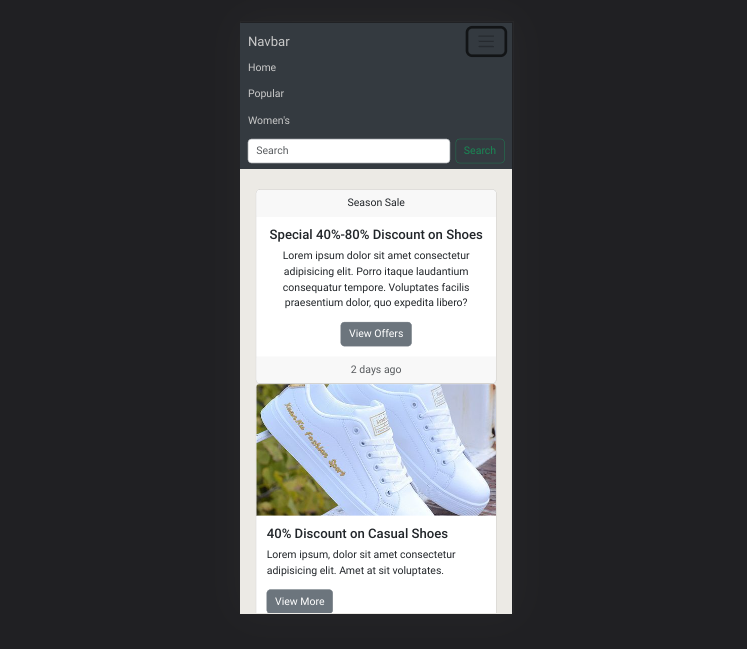 Navbar
Home
Popular
Women's
Search
Search
Season Sale
Special 40%-80% Discount on Shoes
Lorem ipsum dolor sit amet consectetur
adipisicing elit. Porro itaque laudantium
consequatur tempore. Voluptates facilis
praesentium dolor, quo expedita libero?
View Offers
2 days ago
40% Discount on Casual Shoes
Lorem ipsum, dolor sit amet consectetur
adipisicing elit. Amet at sit voluptates.
View More